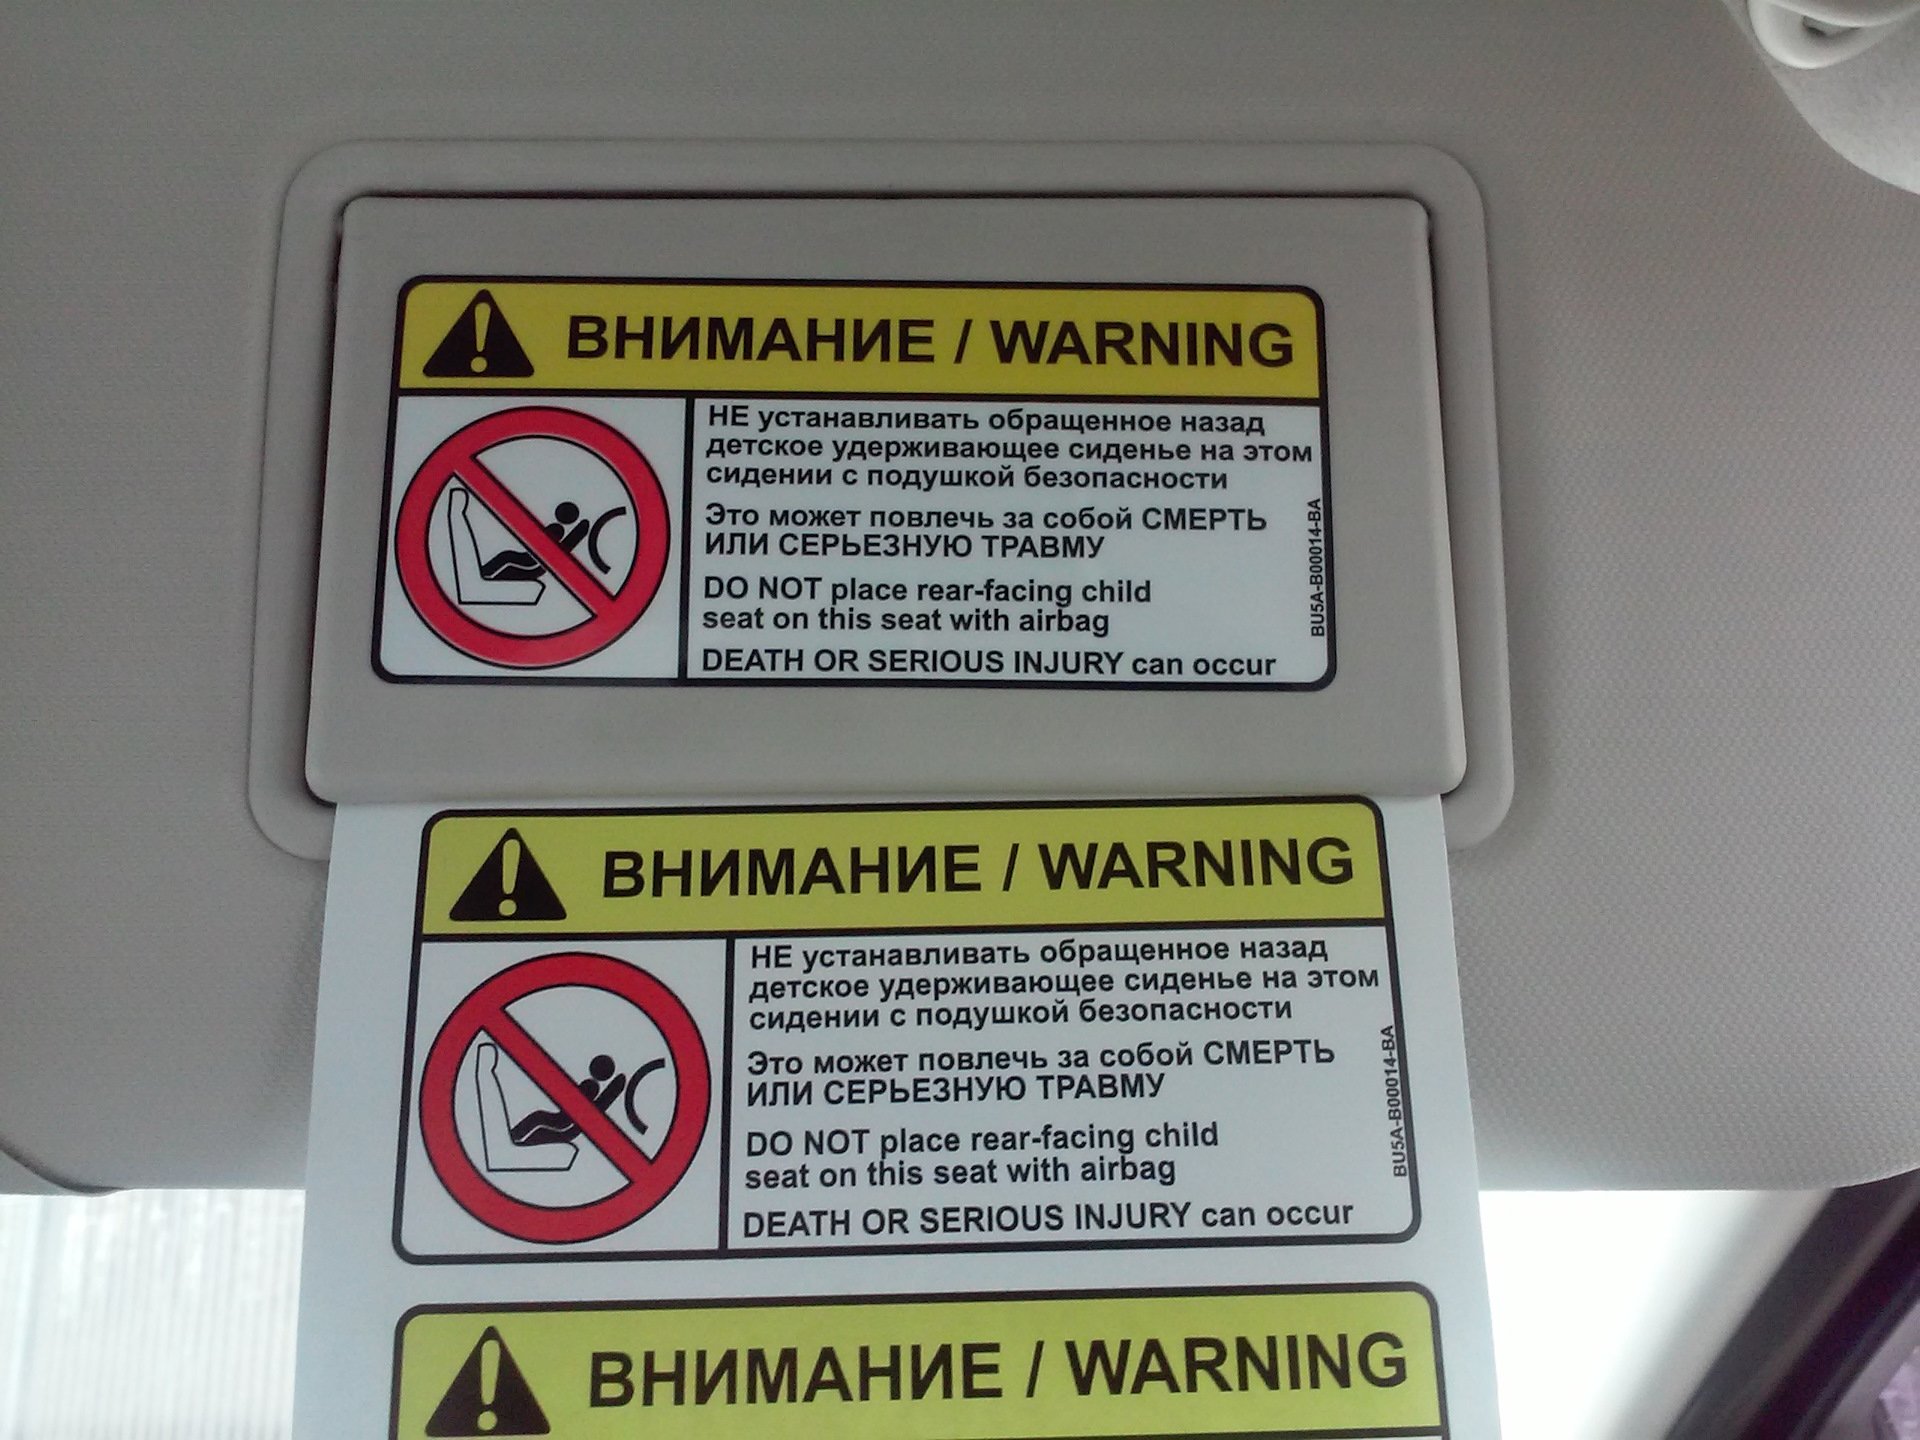 ВНИМАНИЕ / WARNING
НЕ устанавливать обращенное назад
детское удерживающее сиденье на этом
сидении с подушкой безопасности
Это может повлечь за собой СМЕРТЬ
ИЛИ СЕРЬЕЗНУЮ ТРАВМУ
DO NOT place rear-facing child
seat on this seat with airbag
DEATH OR SERIOUS INJURY can occur
BU5A-B00014-BA
ВНИМАНИЕ / WARNING
НЕ устанавливать обращенное назад
детское удерживающее сиденье на этом
сидении с подушкой безопасности
Это может повлечь за собой СМЕРТЬ
ИЛИ СЕРЬЕЗНУЮ ТРАВМУ
DO NOT place rear-facing child
seat on this seat with airbag
DEATH OR SERIOUS INJURY can occur
BU5A-B00014-BA
ВНИМАНИЕ / WARNING